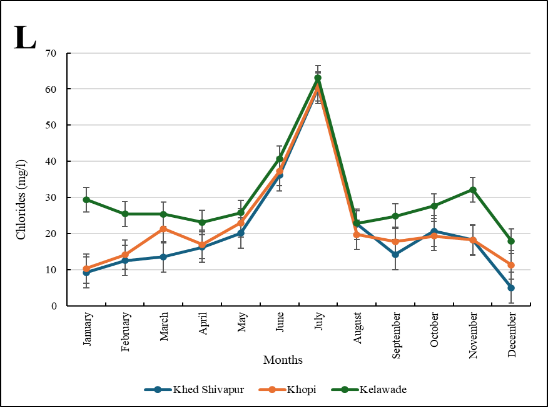 L
70
60
50
40
30
20
10
0
Chlorides (mg/l)
January
February
March
April
May
June
July
August
September
October
November
December
Months
Khed Shivapur
Khopi
Kelawade